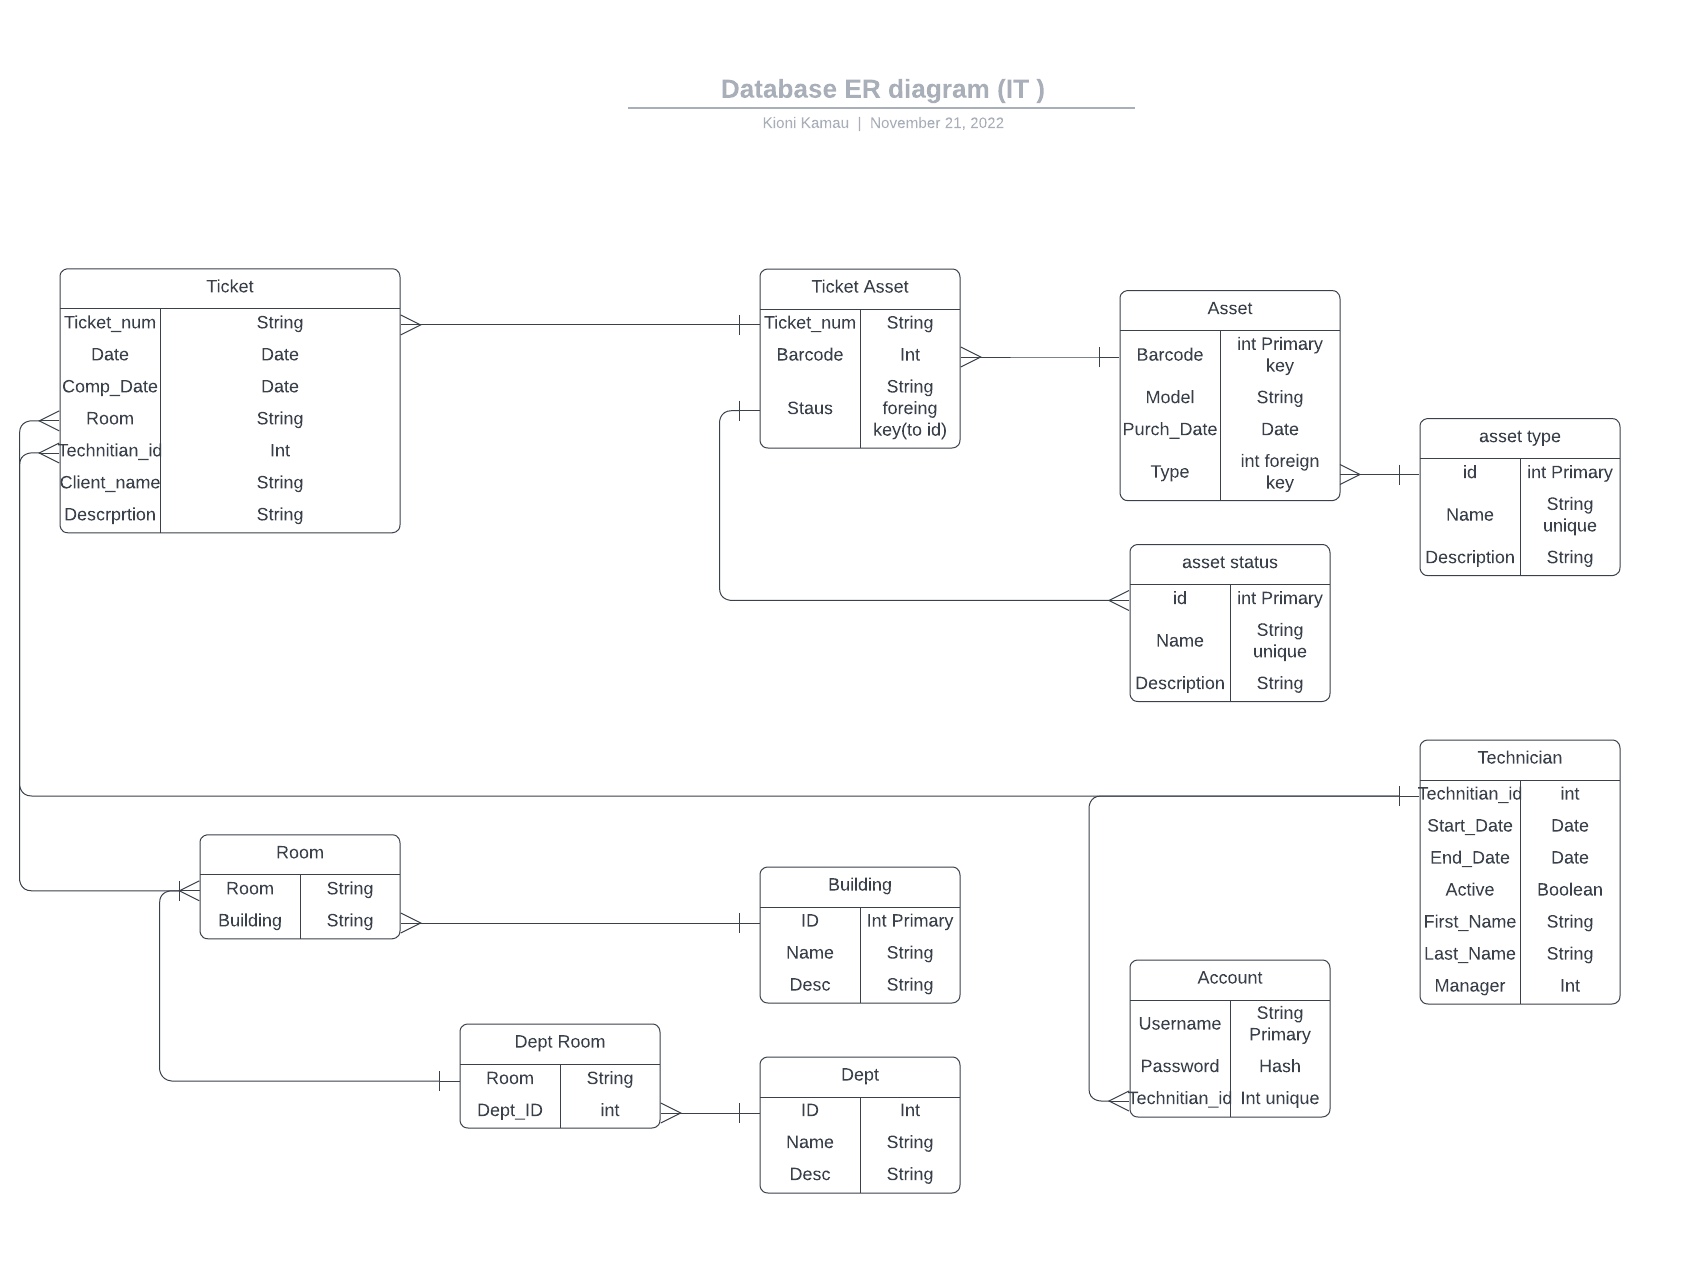 Database ER diagram (IT )
Kioni Kamau | November 21, 2022
Ticket
Ticket_num String
Date Date
Comp_Date Date
Room String
Technitian_id Int
Client_name String
Descrprtion String
Ticket Asset
Ticket_num String
Barcode Int
Staus String
foreing
key(to id)
Asset
Barcode int Primary
key
Model String
Purch_Date Date
Type int foreign
key
asset type
id int Primary
Name String
unique
Description String
asset status
id int Primary
Name String
unique
Description String
Technician
Technitian_id int
Start_Date Date
End_Date Date
Active Boolean
First_Name String
Last_Name String
Manager Int
Room
Room String
Building String
Building
ID Int Primary
Name String
Desc String
Account
Username String
Primary
Password Hash
Technitian_id Int unique
Dept Room
Room String
Dept_ID int
Dept
ID Int
Name String
Desc String